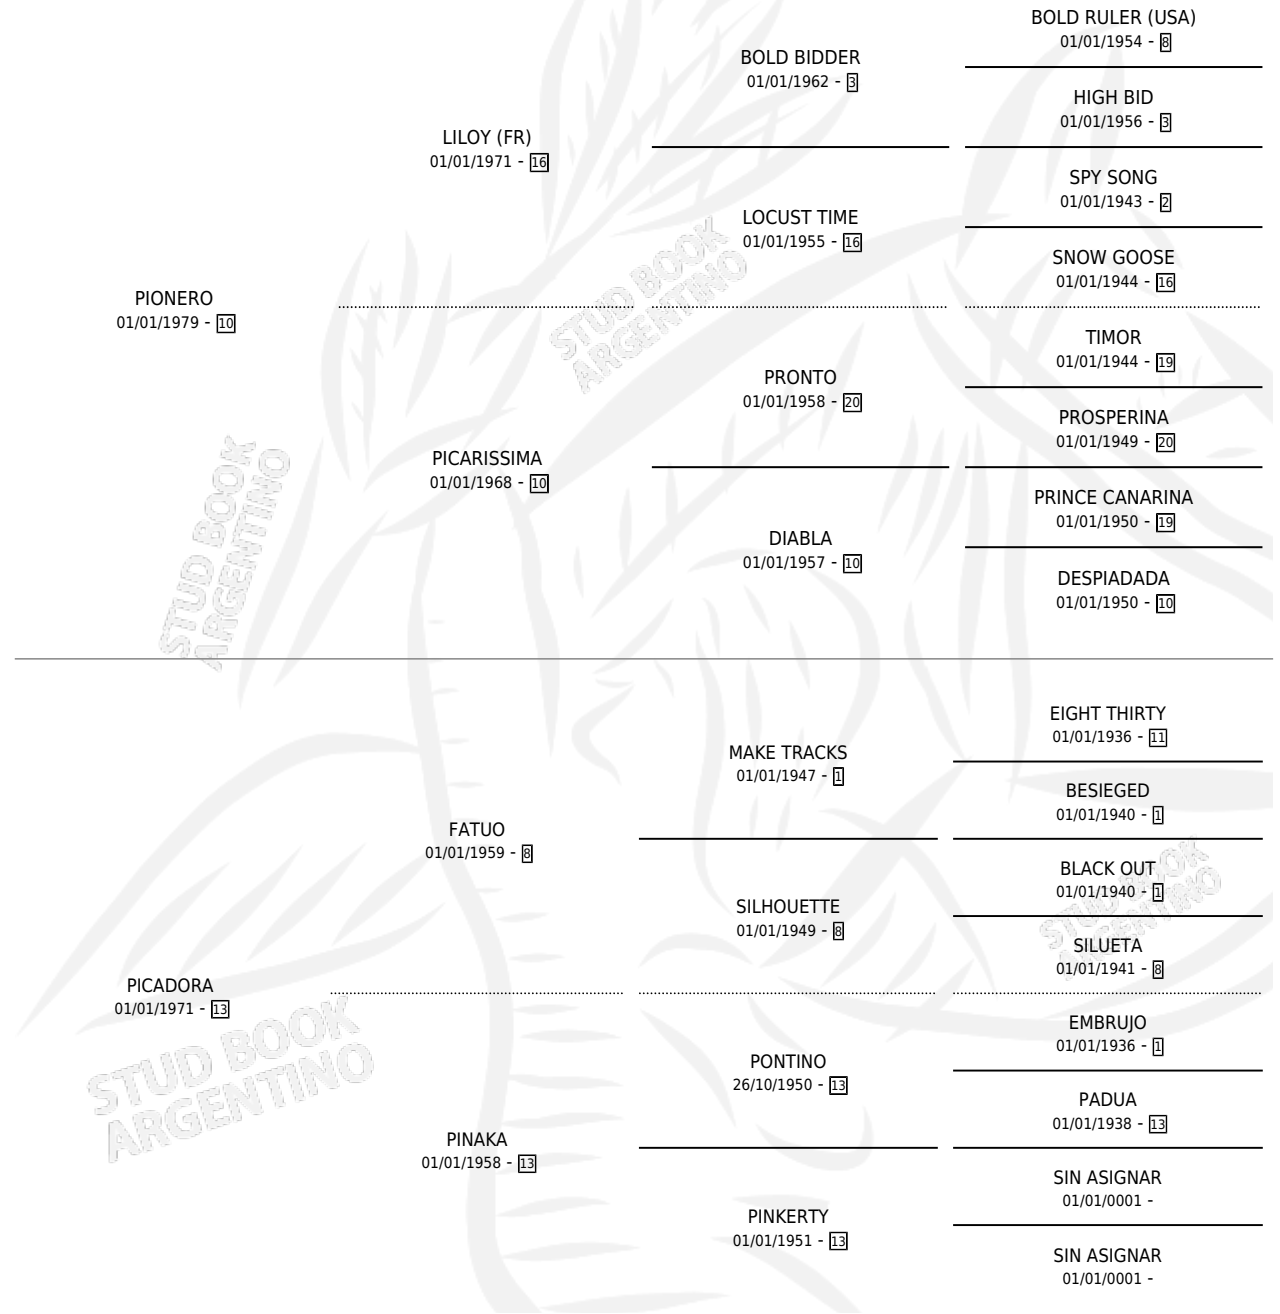 BOLD RULER (USA)
01/01/1954 - 8
BOLD BIDDER
01/01/1962 - 3
HIGH BID
01/01/1956 - 3
LILOY (FR)
01/01/1971 - 16
SPY SONG
01/01/1943 - 2
LOCUST TIME
01/01/1955 - 16
SNOW GOOSE
01/01/1944 - 16
PIONERO
01/01/1979 - 10
TIMOR
01/01/1944 - 19
PRONTO
01/01/1958 - 20
PROSPERINA
01/01/1949 - 20
PICARISSIMA
01/01/1968 - 10
PRINCE CANARINA
01/01/1950 - 19
DIABLA
01/01/1957 - 10
DESPIADADA
01/01/1950 - 10
STUD BOOK
ARGENTINO
STUD BOOK
ARGENTINO
EIGHT THIRTY
01/01/1936 - 11
MAKE TRACKS
01/01/1947 - 1
BESIEGED
01/01/1940 - 1
FATUO
01/01/1959 - 8
BLACK OUT
01/01/1940 - 1
SILHOUETTE
01/01/1949 - 8
SILUETA
01/01/1941 - 8
PICADORA
01/01/1971 - 13
EMBRUJO
01/01/1936 - 1
PONTINO
26/10/1950 - 13
PADUA
01/01/1938 - 13
PINAKA
01/01/1958 - 13
SIN ASIGNAR
01/01/0001 -
PINKERTY
01/01/1951 - 13
SIN ASIGNAR
01/01/0001 -
STUD BOOK
ARGENTINO
STUD BOOK
ARGENTINO